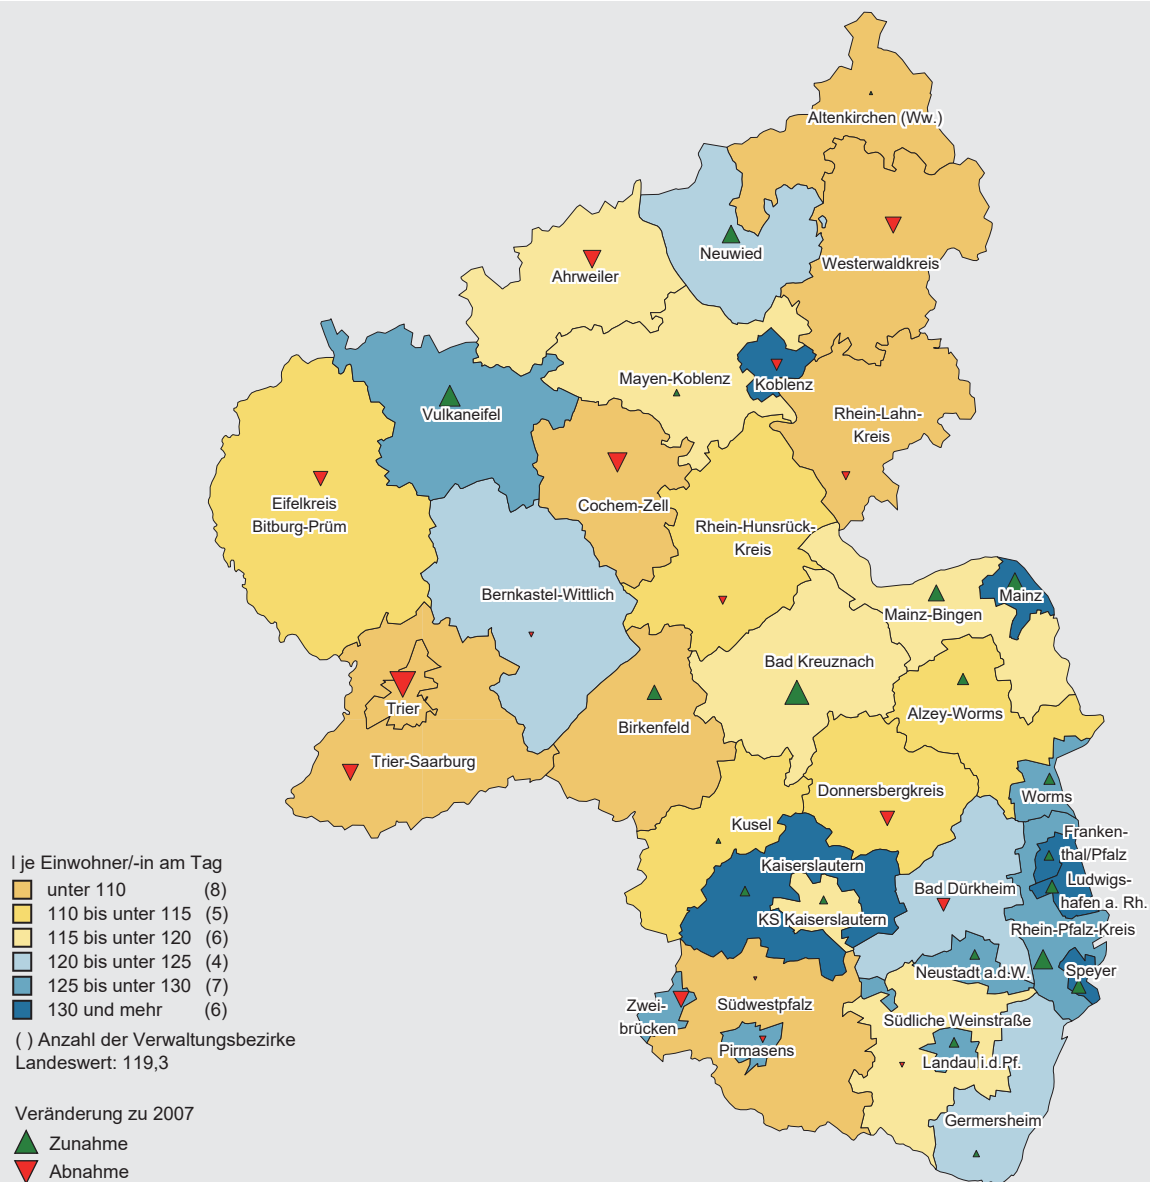 Altenkirchen (Ww.)
Neuwied
Westerwaldkreis
Ahrweiler
Mayen-Koblenz
Koblenz
Vulkaneifel
Rhein-Lahn-
Kreis
Cochem-Zell
Eifelkreis
Bitburg-Prüm
Rhein-Hunsrück-
Kreis
Bernkastel-Wittlich
Mainz
Mainz-Bingen
Bad Kreuznach
Trier
Alzey-Worms
Birkenfeld
Trier-Saarburg
Donnersbergkreis
Worms
Kusel
Franken-
thal/Pfalz
Kaiserslautern
Ludwigs-
hafen a. Rh.
Bad Dürkheim
KS Kaiserslautern
Rhein-Pfalz-Kreis
Neustadt a.d.W.
Speyer
Zwei-
brücken
Südwestpfalz
Südliche Weinstraße
Pirmasens
Landau i.d.Pf.
Germersheim
l je Einwohner/-in am Tag
unter 110 (8)
110 bis unter 115 (5)
115 bis unter 120 (6)
120 bis unter 125 (4)
125 bis unter 130 (7)
130 und mehr (6)
( ) Anzahl der Verwaltungsbezirke
Landeswert: 119,3
Veränderung zu 2007
Zunahme
Abnahme